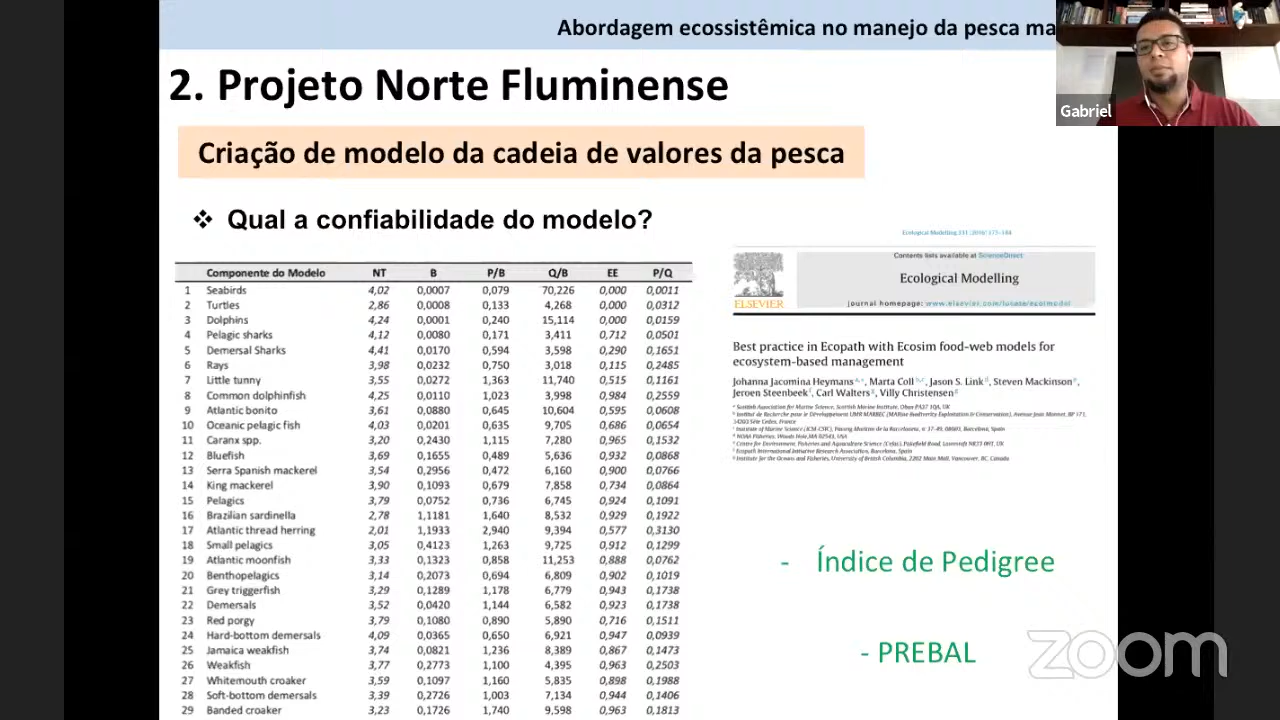 Abordagem ecossistêmica no manejo da pesca ma
Gabriel
2. Projeto Norte Fluminense
Criação de modelo da cadeia de valores da pesca
❖ Qual a confiabilidade do modelo?
Componente do Modelo NT B P/B Q/B EE P/Q
1 Seabirds 4,02 0,0007 0,079 70,226 0,000 0,0011
2 Turtles 2,86 0,0008 0,133 4,268 0,000 0,0312
3 Dolphins 4,24 0,0001 0,240 15,114 0,000 0,0159
4 Pelagic sharks 4,12 0,0080 0,171 3,411 0,712 0,0501
5 Demersal Sharks 4,41 0,0170 0,594 3,598 0,290 0,1651
6 Rays 3,98 0,0232 0,750 3,018 0,115 0,2485
7 Little tunny 3,55 0,0272 1,363 11,740 0,515 0,1161
8 Common dolphinfish 4,25 0,0110 1,023 3,998 0,984 0,2559
9 Atlantic bonito 3,61 0,0880 0,645 10,604 0,595 0,0608
10 Oceanic pelagic fish 4,03 0,0201 0,635 9,705 0,686 0,0654
11 Caranx spp. 3,20 0,2430 1,115 7,280 0,965 0,1532
12 Bluefish 3,69 0,1655 0,489 5,636 0,932 0,0868
13 Serra Spanish mackerel 3,54 0,2956 0,472 6,160 0,900 0,0766
14 King mackerel 3,90 0,1093 0,679 7,858 0,734 0,0864
15 Pelagics 3,79 0,0752 0,736 6,745 0,924 0,1091
16 Brazilian sardinella 2,78 1,1181 1,640 8,532 0,929 0,1922
17 Atlantic thread herring 2,01 1,1933 2,940 9,394 0,577 0,3130
18 Small pelagics 3,05 0,4123 1,263 9,725 0,912 0,1299
19 Atlantic moonfish 3,33 0,1323 0,858 11,253 0,888 0,0762
20 Benthopelagics 3,14 0,2073 0,694 6,809 0,902 0,1019
21 Grey triggerfish 3,29 0,1289 1,178 6,779 0,943 0,1738
22 Demersals 3,52 0,0420 1,144 6,582 0,923 0,1738
23 Red porgy 3,79 0,1080 0,890 5,890 0,716 0,1511
24 Hard-bottom demersals 4,09 0,0365 0,650 6,921 0,947 0,0939
25 Jamaica weakfish 3,74 0,0821 1,236 8,389 0,867 0,1473
26 Weakfish 3,77 0,2773 1,100 4,395 0,963 0,2503
27 Whitemouth croaker 3,59 0,1097 1,160 5,835 0,898 0,1988
28 Soft-bottom demersals 3,39 0,2726 1,003 7,134 0,944 0,1406
29 Banded croaker 3,23 0,1726 1,740 9,598 0,963 0,1813
Ecological Modelling 331 (2016) 173–184
Contents lists available at ScienceDirect
Ecological Modelling
journal homepage: www.elsevier.com/locate/ecolmodel
ELSEVIER
Best practice in Ecopath with Ecosim food-web models for
ecosystem-based management
Johanna Jacomina Heymans, Marta Coll, Jason S. Link, Steven Mackinson,
Jeroen Steenbeek, Carl Walters, Villy Christensen
- Índice de Pedigree
- PREBAL
zoom